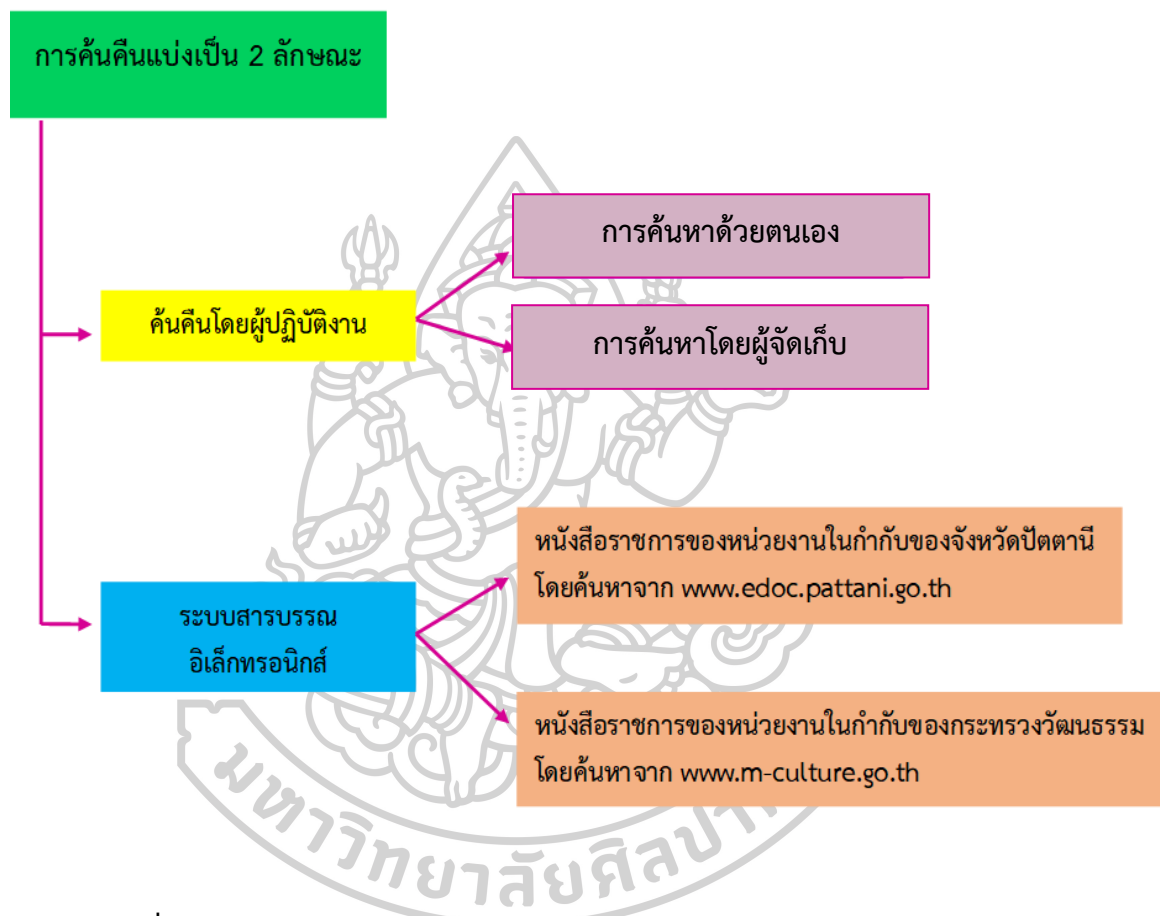 การค้นคืนแบ่งเป็น 2 ลักษณะ
การค้นหาด้วยตนเอง
ค้นคืนโดยผู้ปฏิบัติงาน
การค้นหาโดยผู้จัดเก็บ
หนังสือราชการของหน่วยงานในกำกับของจังหวัดปัตตานี
โดยค้นหาจาก www.edoc.pattani.go.th
ระบบสารบรรณ
อิเล็กทรอนิกส์
หนังสือราชการของหน่วยงานในกำกับของกระทรวงวัฒนธรรม
โดยค้นหาจาก www.m-culture.go.th
มหาวิทยาลัยศิลปา